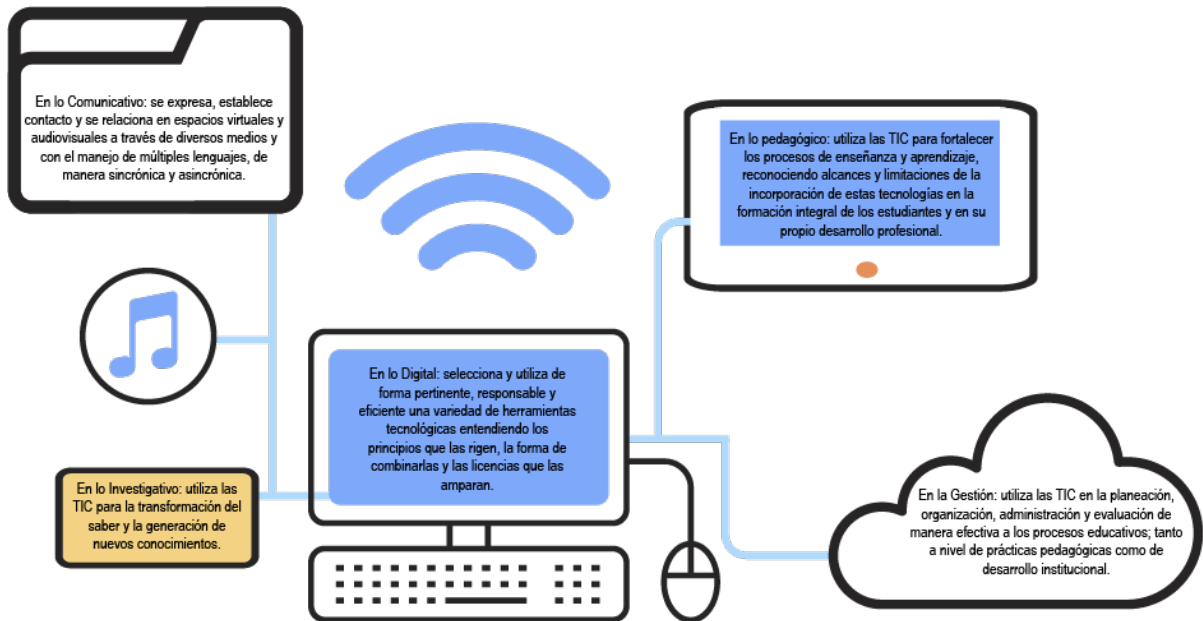 En lo Comunicativo: se expresa, establece
contacto y se relaciona en espacios virtuales y
audiovisuales a través de diversos medios y
con el manejo de múltiples lenguajes, de
manera sincrónica y asincrónica.
En lo pedagógico: utiliza las TIC para fortalecer
los procesos de enseñanza y aprendizaje,
reconociendo alcances y limitaciones de la
incorporación de estas tecnologías en la
formación integral de los estudiantes y en su
propio desarrollo profesional.
En lo Digital: selecciona y utiliza de
forma pertinente, responsable y
eficiente una variedad de herramientas
tecnológicas entendiendo los
principios que las rigen, la forma de
combinarlas y las licencias que las
amparan.
En lo Investigativo: utiliza las
TIC para la transformación del
saber y la generación de
nuevos conocimientos.
En la Gestión: utiliza las TIC en la planeación,
organización, administración y evaluación de
manera efectiva a los procesos educativos; tanto
a nivel de prácticas pedagógicas como de
desarrollo institucional.